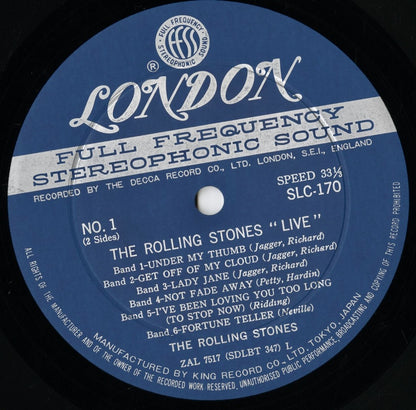 FULL FREQUENCY
FFSS
STEREOPHONIC SOUND
®
LONDON
FULL FREQUENCY
STEREOPHONIC SOUND
RECORDED BY THE DECCA RECORD CO., LTD. LONDON, S.E.I., ENGLAND
SPEED 33⅓
SLC-170
NO. 1
(2 Sides)
THE ROLLING STONES "LIVE"
Band 1-UNDER MY THUMB (Jagger, Richard)
Band 2-GET OFF OF MY CLOUD (Jagger, Richard)
Band 3-LADY JANE (Jagger, Richard)
Band 4-NOT FADE AWAY (Petty, Hardin)
Band 5-I'VE BEEN LOVING YOU TOO LONG
(TO STOP NOW) (Ridding)
Band 6-FORTUNE TELLER (Neville)
THE ROLLING STONES
ZAL 7517 (SDLBT 347) L
MANUFACTURED BY KING RECORD CO., LTD., TOKYO, JAPAN
ALL RIGHTS OF THE MANUFACTURER AND OF THE OWNER OF THE RECORDED WORK RESERVED. UNAUTHORISED PUBLIC PERFORMANCE, BROADCASTING AND COPYING OF THIS RECORD PROHIBITED